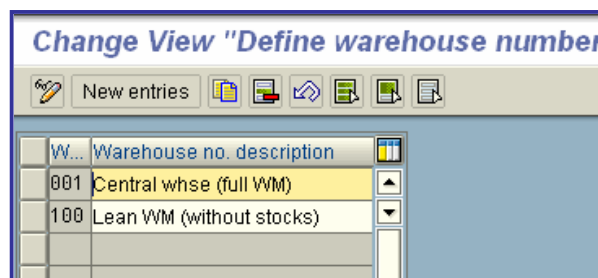 Change View "Define warehouse number
New entries
W... Warehouse no. description
001 Central whse (full WM)
100 Lean WM (without stocks)